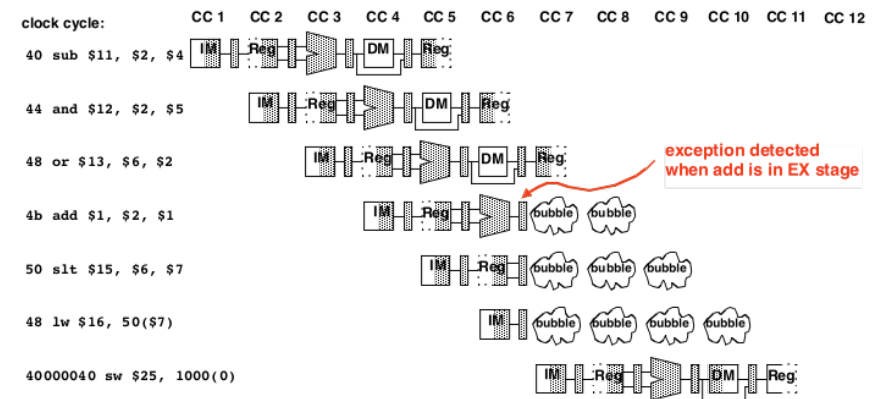 clock cycle: CC 1 CC 2 CC 3 CC 4 CC 5 CC 6 CC 7 CC 8 CC 9 CC 10 CC 11 CC 12
40 sub $11, $2, $4 IM Reg DM Reg
44 and $12, $2, $5 IM Reg DM Reg
48 or $13, $6, $2 IM Reg DM Reg
exception detected
when add is in EX stage
4b add $1, $2, $1 IM Reg bubble bubble
50 slt $15, $6, $7 IM Reg bubble bubble bubble
48 lw $16, 50($7) IM bubble bubble bubble bubble
40000040 sw $25, 1000(0) IM Reg DM Reg